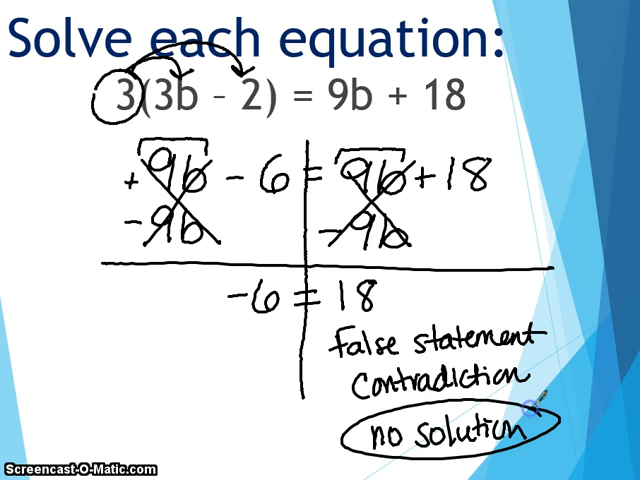 Solve each equation:
3(3b – 2) = 9b + 18
+9b - 6 = 9b + 18
-9b -9b
-6 = 18
False statement
Contradiction
no solution
Screencast-O-Matic.com